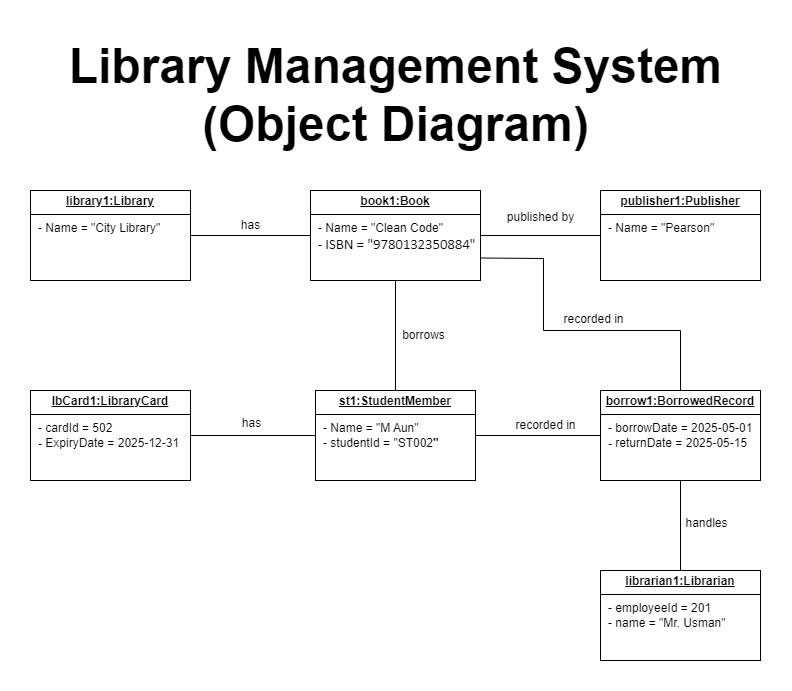 Library Management System
(Object Diagram)
library1:Library
- Name = "City Library"
has
book1:Book
- Name = "Clean Code"
- ISBN = "9780132350884"
published by
publisher1:Publisher
- Name = "Pearson"
recorded in
borrows
lbCard1:LibraryCard
- cardId = 502
- ExpiryDate = 2025-12-31
has
st1:StudentMember
- Name = "M Aun"
- studentId = "ST002"
recorded in
borrow1:BorrowedRecord
- borrowDate = 2025-05-01
- returnDate = 2025-05-15
handles
librarian1:Librarian
- employeeId = 201
- name = "Mr. Usman"